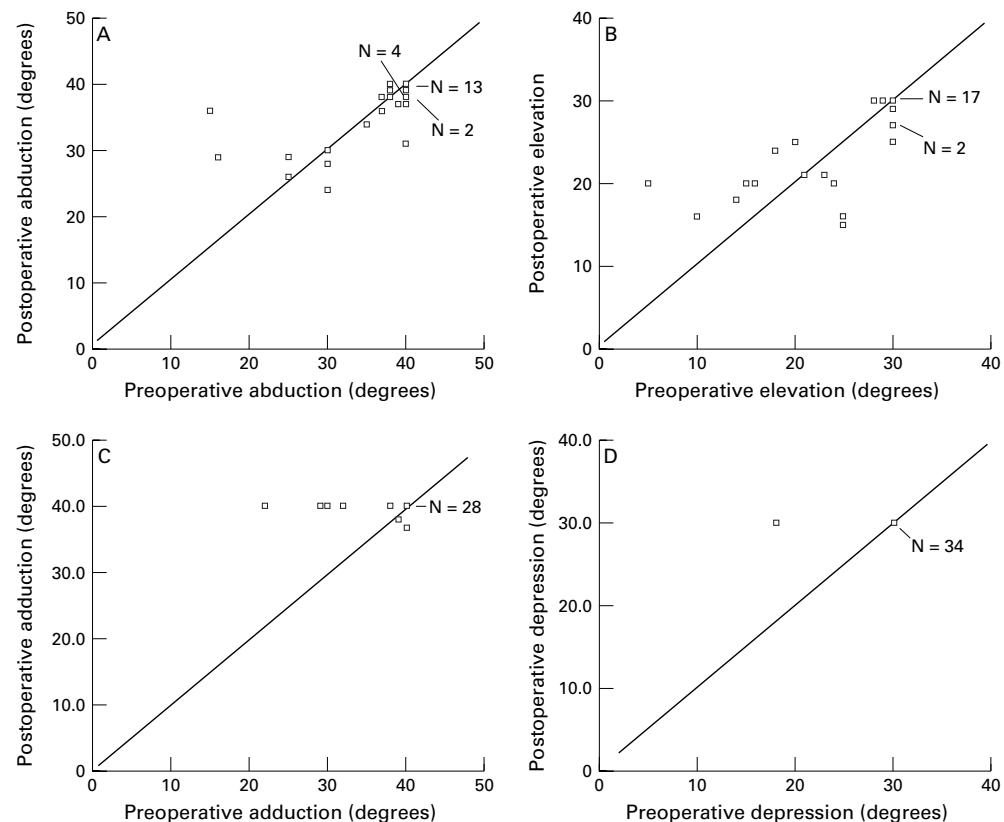 A
Postoperative abduction (degrees)
50
40
30
20
10
0
N = 4
N = 13
N = 2
0 10 20 30 40 50
Preoperative abduction (degrees)
B
Postoperative elevation
40
30
20
10
0
N = 17
N = 2
0 10 20 30 40
Preoperative elevation (degrees)
C
Postoperative adduction (degrees)
50.0
40.0
30.0
20.0
10.0
0
N = 28
0 10 20 30 40 50
Preoperative adduction (degrees)
D
Postoperative depression (degrees)
40.0
30.0
20.0
10.0
0
N = 34
0 10 20 30 40
Preoperative depression (degrees)